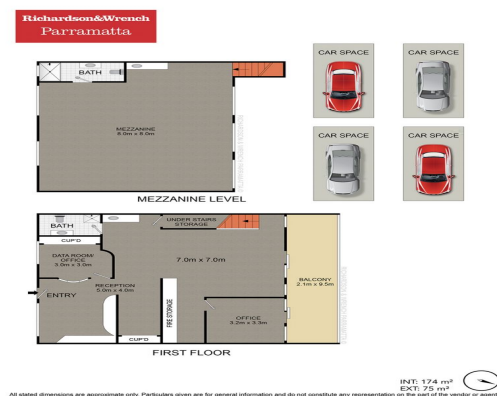 Richardson&Wrench
Parramatta
CAR SPACE
CAR SPACE
BATH
MEZZANINE
8.0m x 8.0m
CAR SPACE
CAR SPACE
MEZZANINE LEVEL
BATH
UNDER STAIRS
STORAGE
CUP'D
DATA ROOM/
OFFICE
3.0m x 3.0m
7.0m x 7.0m
RECEPTION
5.0m x 4.0m
ENTRY
FIRE STORAGE
BALCONY
2.1m x 9.5m
OFFICE
3.2m x 3.3m
CUP'D
FIRST FLOOR
INT: 174 m²
EXT: 75 m²
All stated dimensions are approximate only. Particulars given are for general information and do not constitute any representation on the part of the vendor or agent